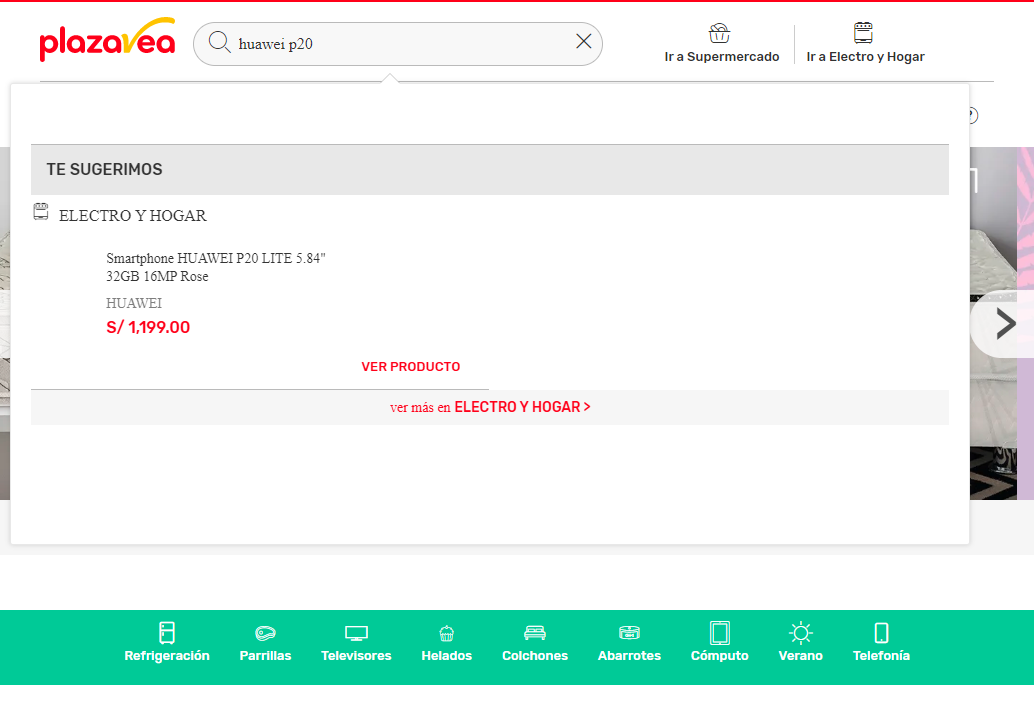 plazavea
huawei p20
Ir a Supermercado
Ir a Electro y Hogar
?
TE SUGERIMOS
ELECTRO Y HOGAR
Smartphone HUAWEI P20 LITE 5.84"
32GB 16MP Rose
HUAWEI
S/ 1,199.00
VER PRODUCTO
ver más en ELECTRO Y HOGAR >
Refrigeración
Parrillas
Televisores
Helados
Colchones
Abarrotes
Cómputo
Verano
Telefonía